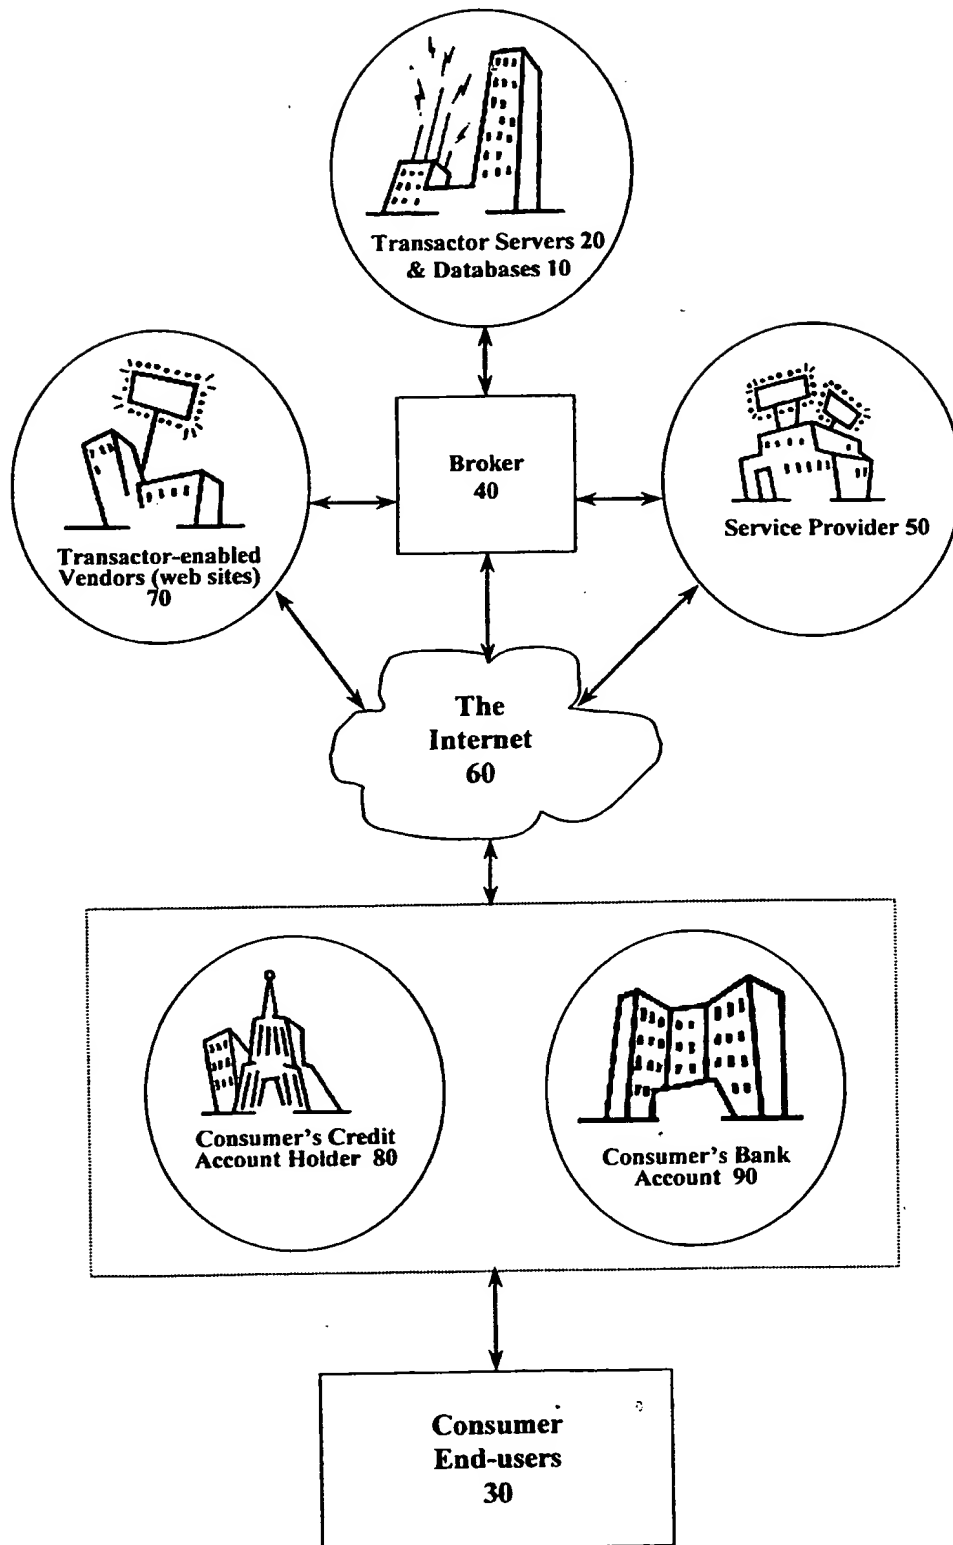 Transactor Servers 20
& Databases 10
Broker
40
Transactor-enabled
Vendors (web sites)
70
Service Provider 50
The
Internet
60
Consumer's Credit
Account Holder 80
Consumer's Bank
Account 90
Consumer
End-users
30